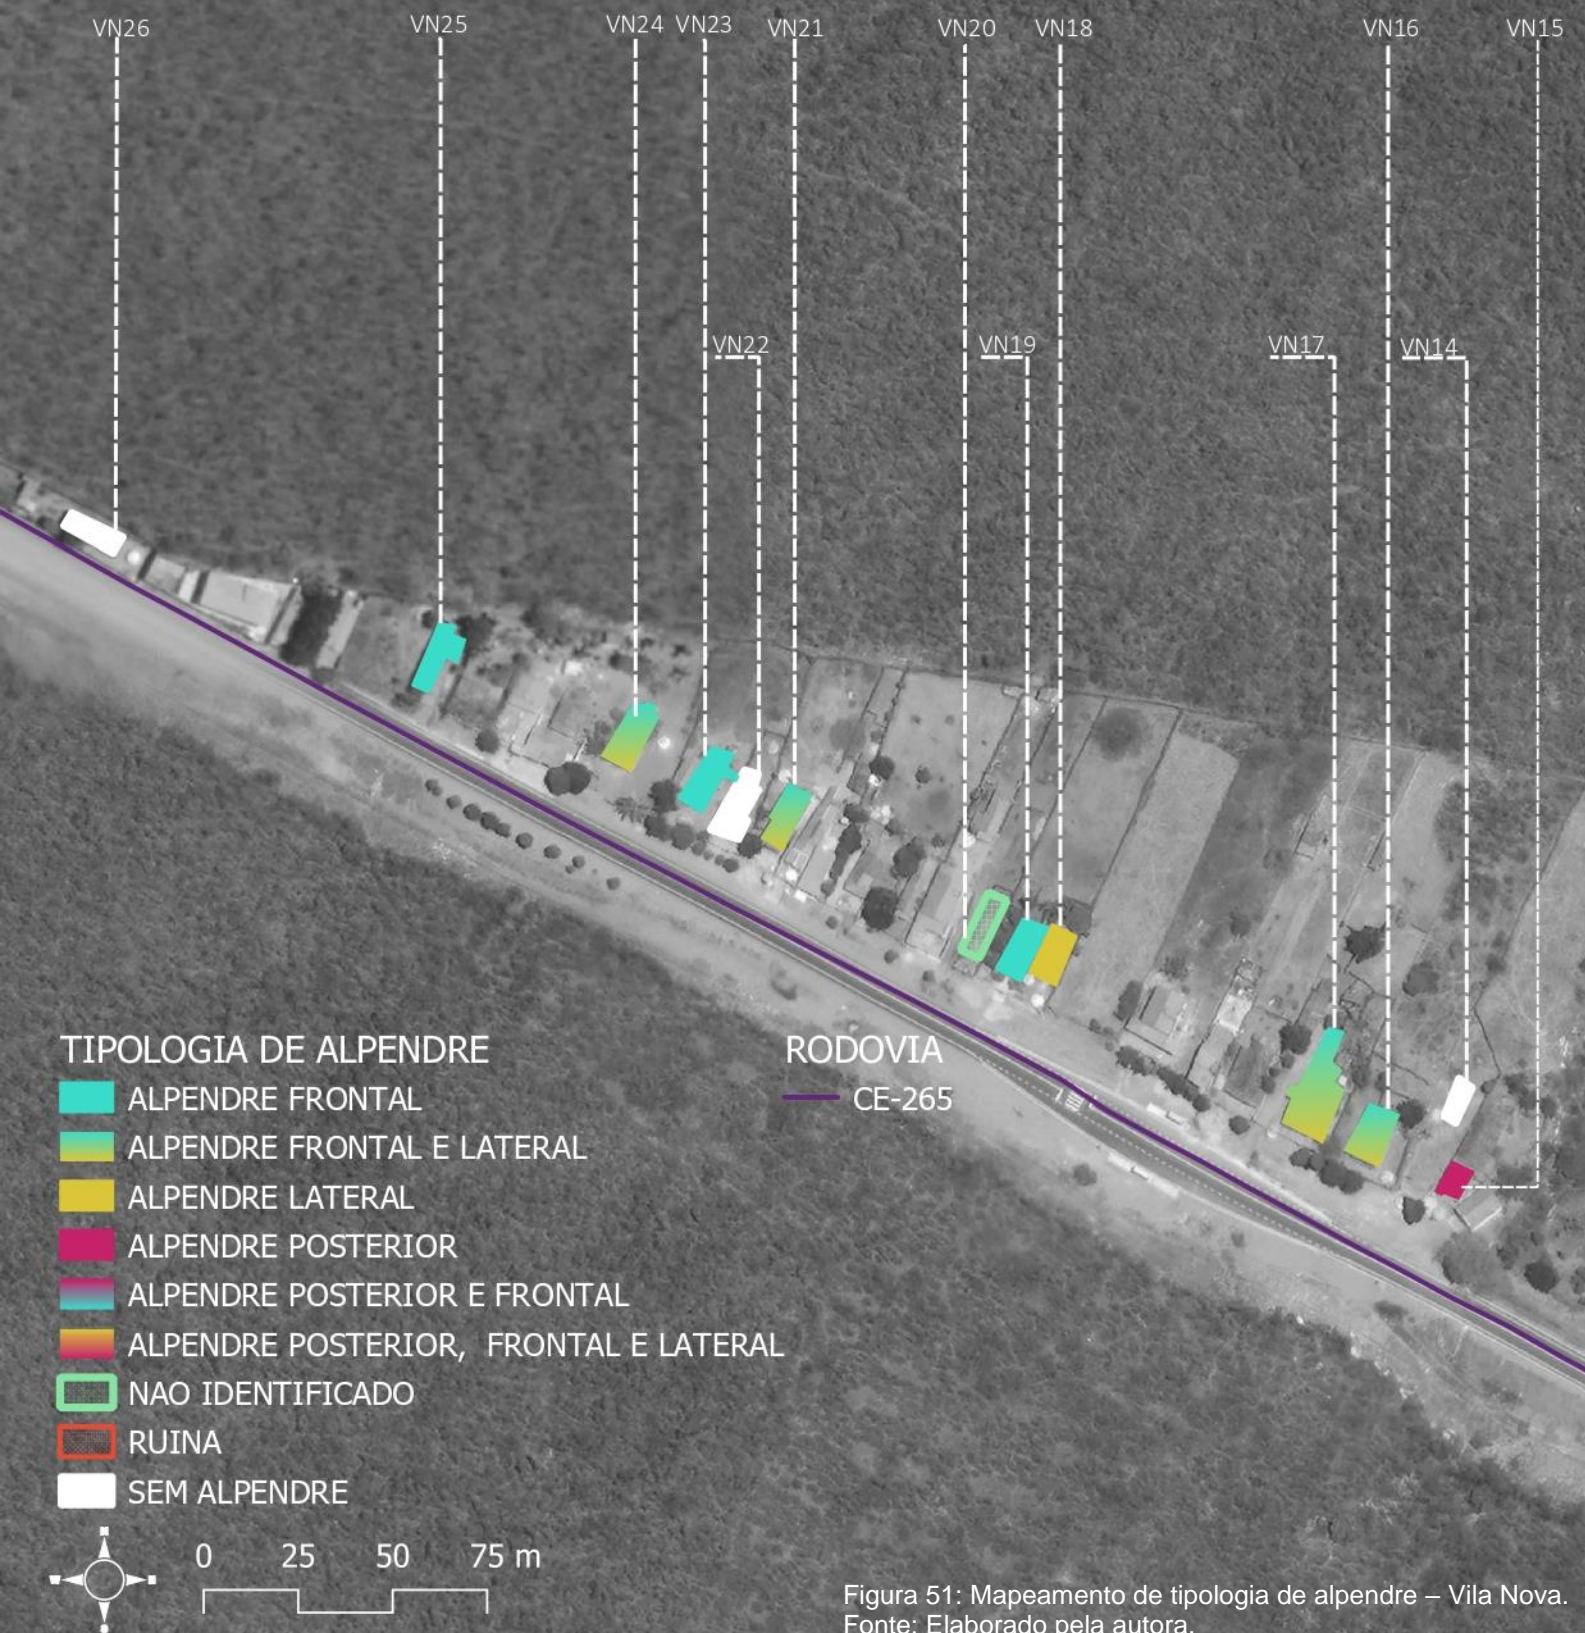 VN26 VN25 VN24 VN23 VN21 VN20 VN18 VN16 VN15
VN22 VN19 VN17 VN14
TIPOLOGIA DE ALPENDRE
ALPENDRE FRONTAL
ALPENDRE FRONTAL E LATERAL
ALPENDRE LATERAL
ALPENDRE POSTERIOR
ALPENDRE POSTERIOR E FRONTAL
ALPENDRE POSTERIOR, FRONTAL E LATERAL
NAO IDENTIFICADO
RUINA
SEM ALPENDRE
RODOVIA
CE-265
0 25 50 75 m
Figura 51: Mapeamento de tipologia de alpendre – Vila Nova.
Fonte: Elaborado pela autora.